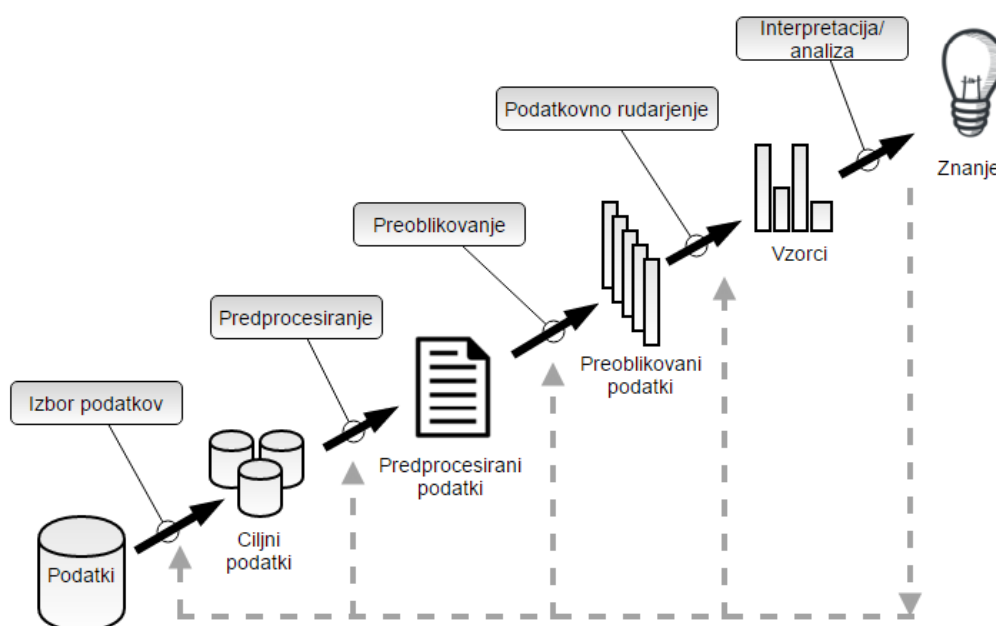 Interpretacija/
analiza
Znanje
Podatkovno rudarjenje
Vzorci
Preoblikovanje
Preoblikovani
podatki
Predprocesiranje
Predprocesirani
podatki
Izbor podatkov
Ciljni
podatki
Podatki